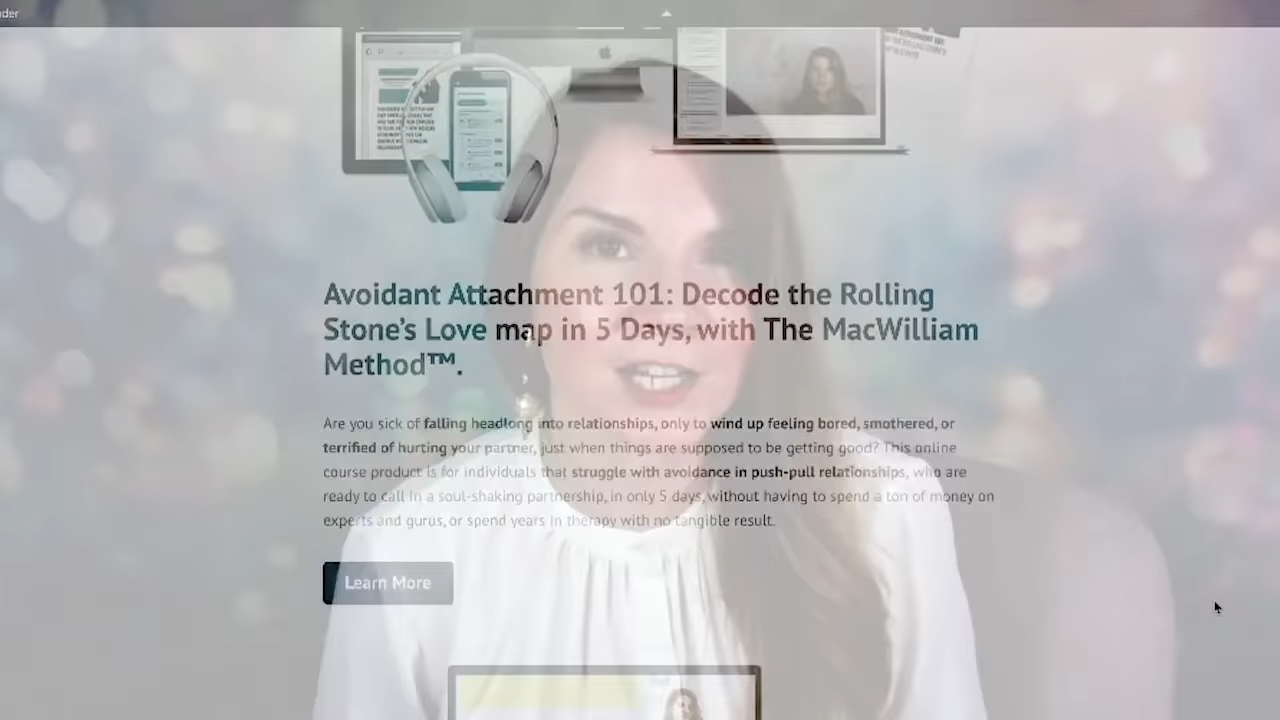 Avoidant Attachment 101: Decode the Rolling
Stone's Love map in 5 Days, with The MacWilliam
Method™.
Are you sick of falling headlong into relationships, only to wind up feeling bored, smothered, or
terrified of hurting your partner, just when things are supposed to be getting good? This online
course product is for individuals that struggle with avoidance in push-pull relationships, who are
ready to call in a soul-shaking partnership, in only 5 days, without having to spend a ton of money on
experts and gurus, or spend years in therapy with no tangible result.
Learn More